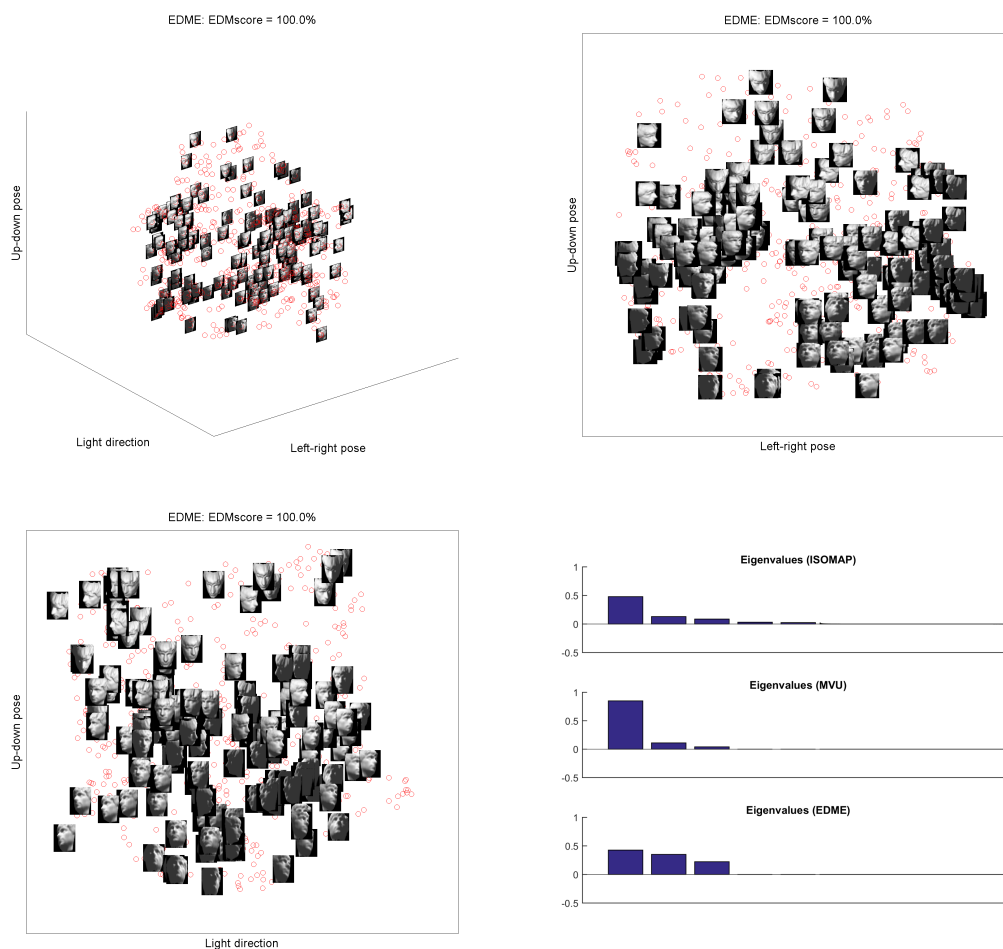 EDME: EDMscore = 100.0%
Up-down pose
Light direction
Left-right pose
EDME: EDMscore = 100.0%
Up-down pose
Left-right pose
EDME: EDMscore = 100.0%
Up-down pose
Light direction
Eigenvalues (ISOMAP)
1
0.5
0
-0.5
Eigenvalues (MVU)
1
0.5
0
-0.5
Eigenvalues (EDME)
1
0.5
0
-0.5